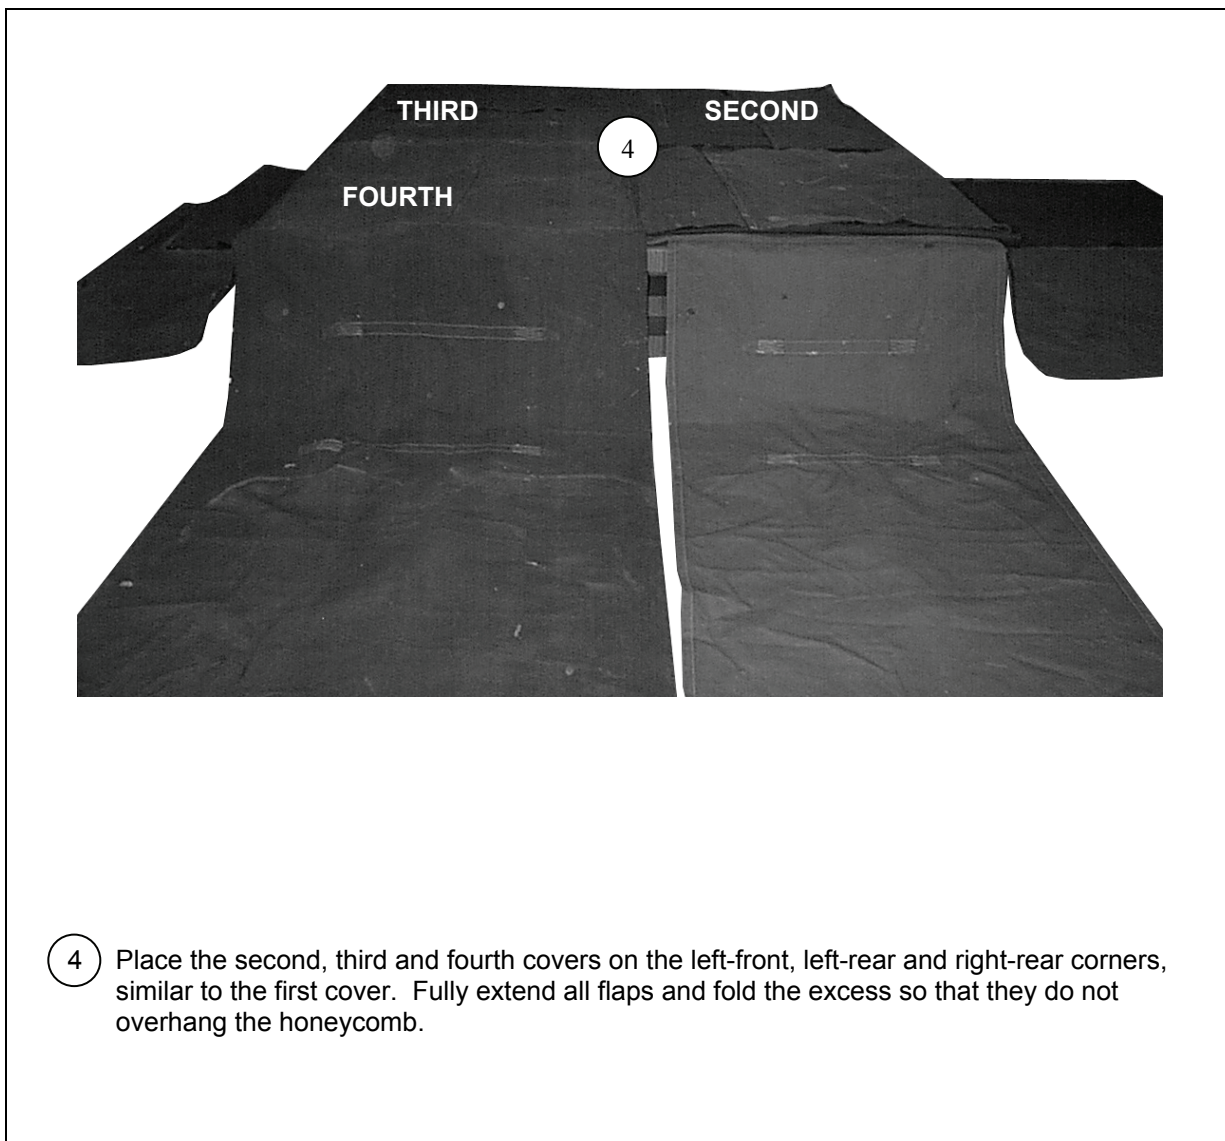 THIRD
SECOND
4
FOURTH
4 Place the second, third and fourth covers on the left-front, left-rear and right-rear corners,
similar to the first cover.  Fully extend all flaps and fold the excess so that they do not
overhang the honeycomb.